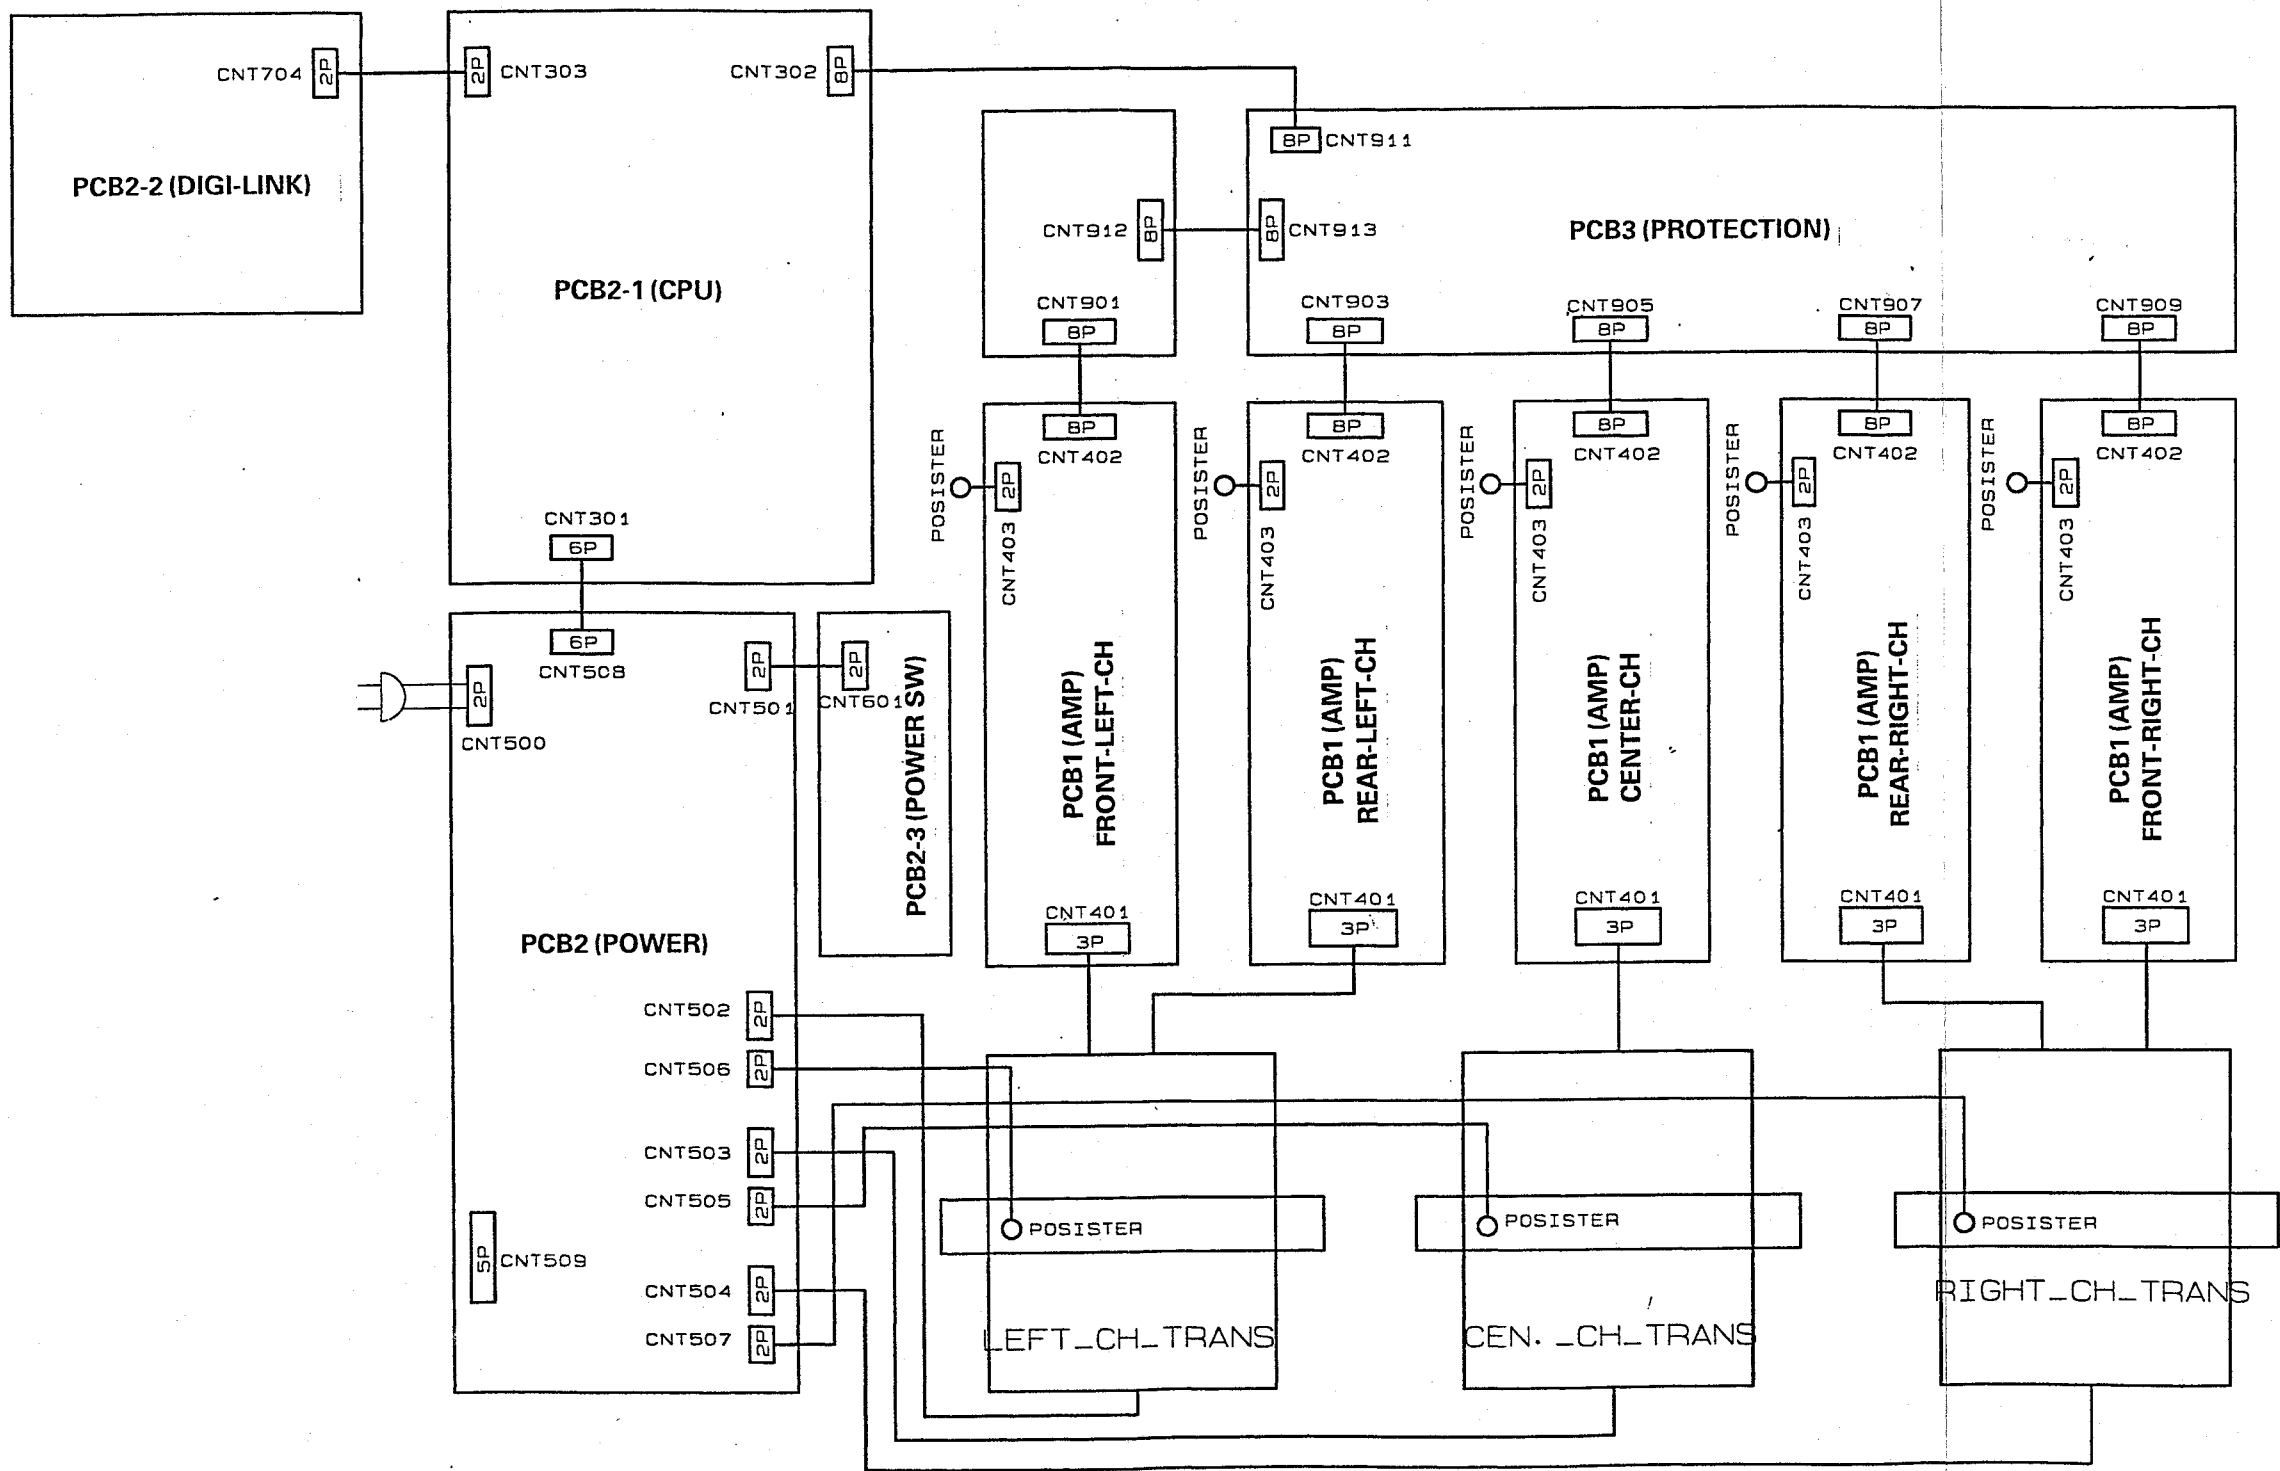 CNT704
2P
2P
CNT303
CNT302
8P
PCB2-2 (DIGI-LINK)
PCB2-1 (CPU)
CNT301
6P
8P
CNT911
CNT912
8P
8P
CNT913
PCB3 (PROTECTION)
CNT901
8P
CNT903
8P
CNT905
8P
CNT907
8P
CNT909
8P
8P
CNT402
POSISTER
2P
CNT403
PCB1 (AMP)
FRONT-LEFT-CH
CNT401
3P
8P
CNT402
POSISTER
2P
CNT403
PCB1 (AMP)
REAR-LEFT-CH
CNT401
3P
8P
CNT402
POSISTER
2P
CNT403
PCB1 (AMP)
CENTER-CH
CNT401
3P
8P
CNT402
POSISTER
2P
CNT403
PCB1 (AMP)
REAR-RIGHT-CH
CNT401
3P
8P
CNT402
POSISTER
2P
CNT403
PCB1 (AMP)
FRONT-RIGHT-CH
CNT401
3P
6P
CNT508
2P
CNT500
2P
CNT501
2P
CNT601
PCB2-3 (POWER SW)
PCB2 (POWER)
CNT502
2P
CNT506
2P
CNT503
2P
CNT505
2P
5P
CNT509
CNT504
2P
CNT507
2P
POSISTER
LEFT_CH_TRANS
POSISTER
CEN. _CH_TRANS
POSISTER
RIGHT_CH_TRANS